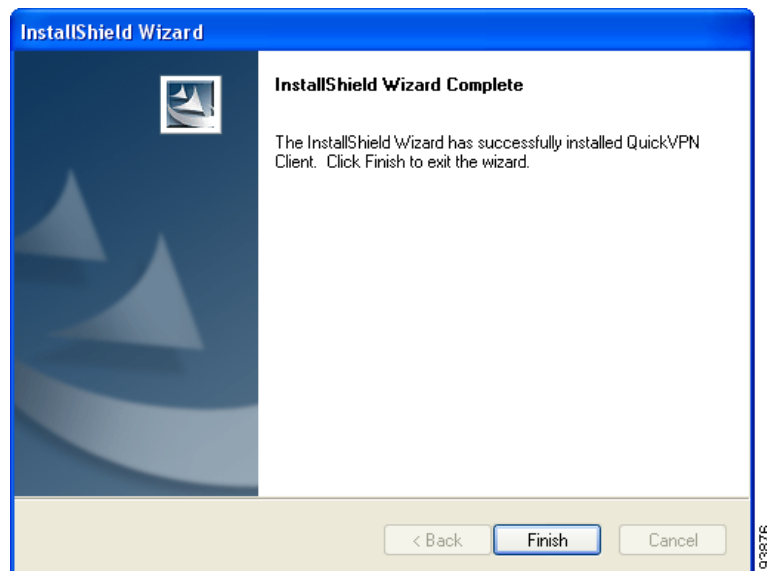 InstallShield Wizard
InstallShield Wizard Complete
The InstallShield Wizard has successfully installed QuickVPN
Client. Click Finish to exit the wizard.
< Back
Finish
Cancel
93876